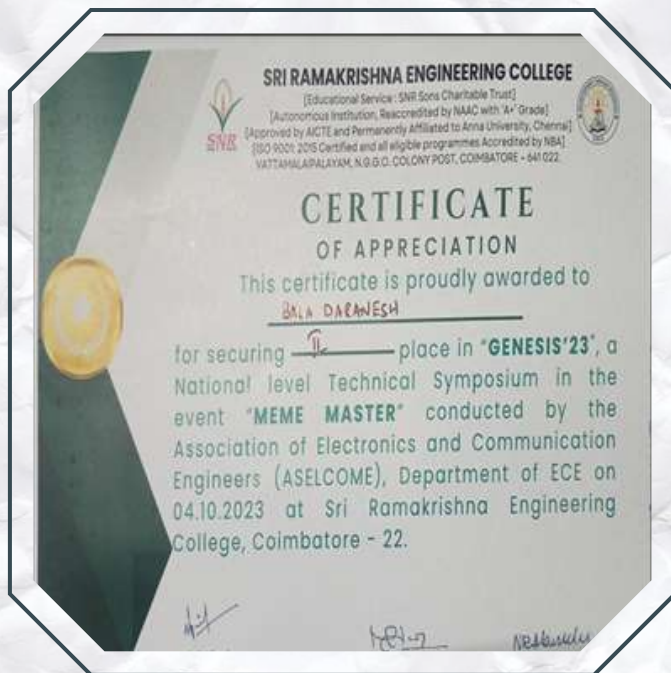 SRI RAMAKRISHNA ENGINEERING COLLEGE
[Educational Service : SNR Sons Charitable Trust]
[Autonomous Institution, Reaccredited by NAAC with 'A+' Grade]
[Approved by AICTE and Permanently Affiliated to Anna University, Chennai]
[ISO 9001: 2015 Certified and all eligible programmes Accredited by NBA]
VATTAMALAIPALAYAM, N.G.G.O. COLONY POST, COIMBATORE - 641 022.
SNR
CERTIFICATE
OF APPRECIATION
This certificate is proudly awarded to
BALA DARANESH
for securing II place in "GENESIS'23", a
National level Technical Symposium in the
event "MEME MASTER" conducted by the
Association of Electronics and Communication
Engineers (ASELCOME), Department of ECE on
04.10.2023 at Sri Ramakrishna Engineering
College, Coimbatore - 22.